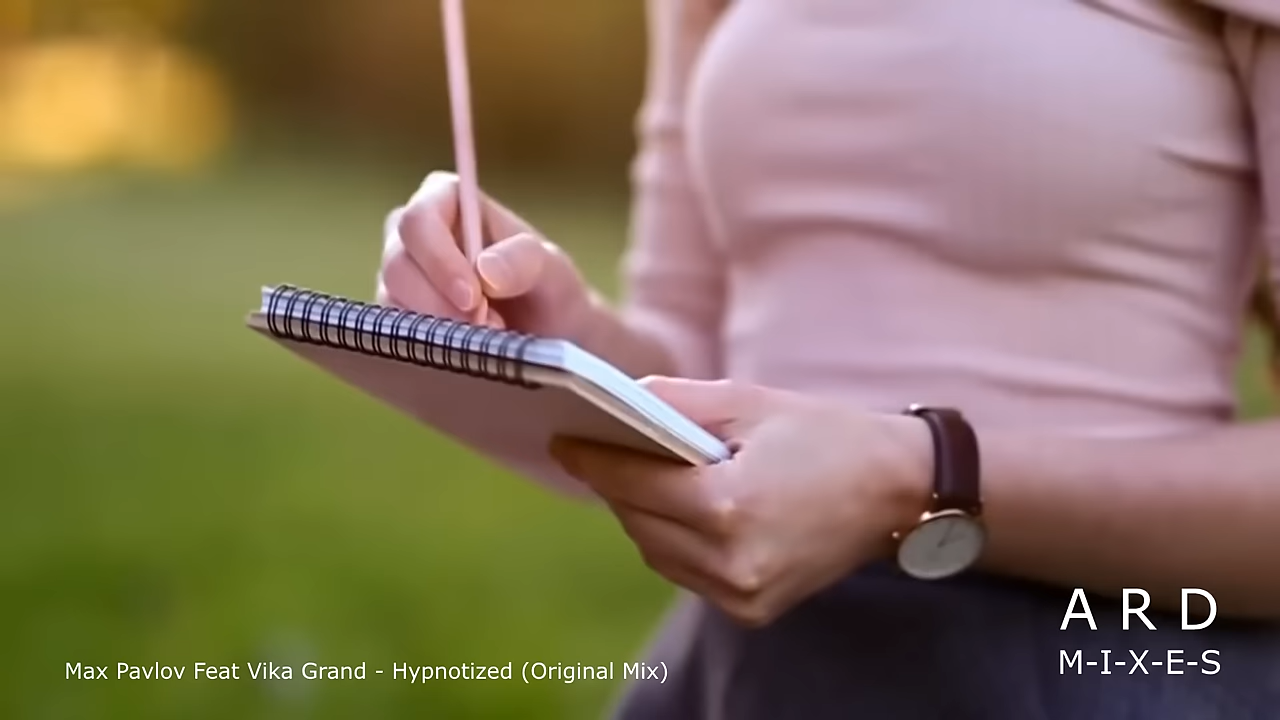 A R D
M-I-X-E-S
Max Pavlov Feat Vika Grand - Hypnotized (Original Mix)